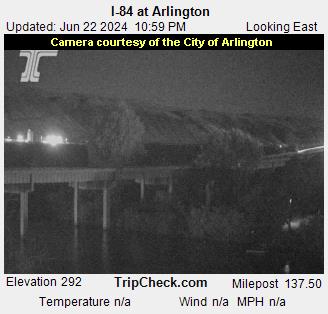 I-84 at Arlington
Updated: Jun 22 2024 10:59 PM Looking East
Camera courtesy of the City of Arlington
Elevation 292 TripCheck.com Milepost 137.50
Temperature n/a Wind n/a MPH n/a